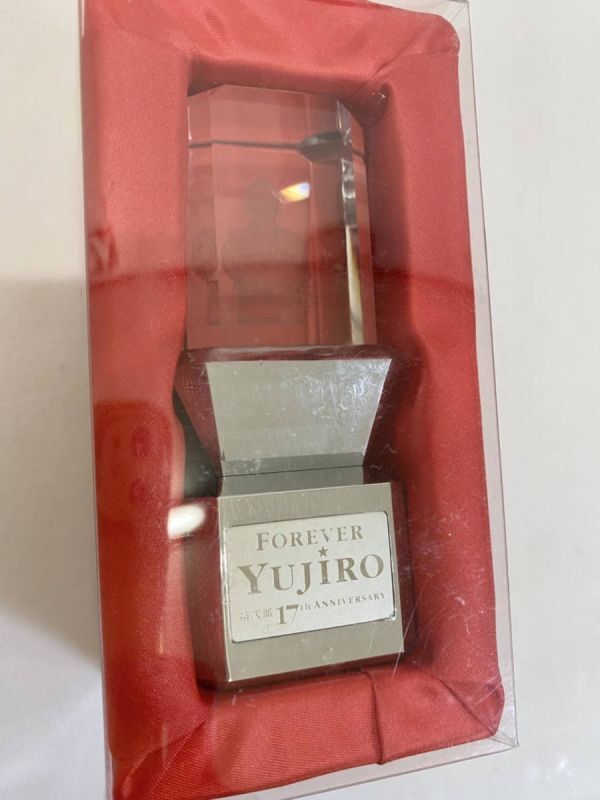 FOREVER
★
YUJIRO
裕次郎 17th ANNIVERSARY